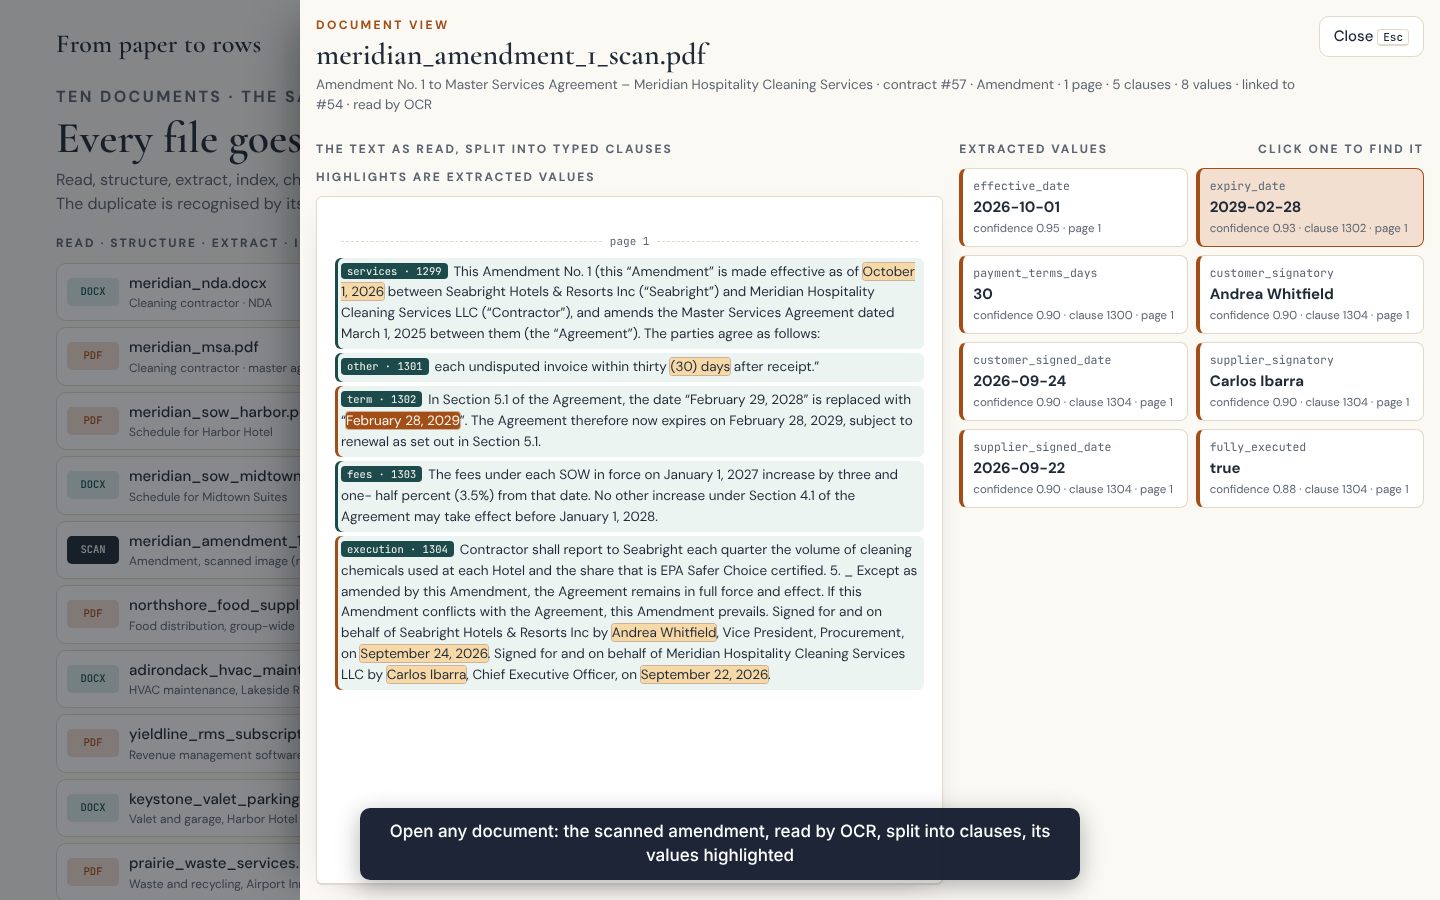 From paper to rows
TEN DOCUMENTS · THE SA
Every file goes
Read, structure, extract, index, ch
The duplicate is recognised by its
READ · STRUCTURE · EXTRACT · I
DOCX meridian_nda.docx
Cleaning contractor · NDA
PDF meridian_msa.pdf
Cleaning contractor · master ag
PDF meridian_sow_harbor.p
Schedule for Harbor Hotel
DOCX meridian_sow_midtown
Schedule for Midtown Suites
SCAN meridian_amendment_1
Amendment, scanned image (r
PDF northshore_food_suppl
Food distribution, group-wide
DOCX adirondack_hvac_maint
HVAC maintenance, Lakeside R
PDF yieldline_rms_subscript
Revenue management software
DOCX keystone_valet_parking
Valet and garage, Harbor Hotel
PDF prairie_waste_services.
Waste and recycling, Airport Inn
DOCUMENT VIEW
meridian_amendment_1_scan.pdf
Amendment No. 1 to Master Services Agreement – Meridian Hospitality Cleaning Services · contract #57 · Amendment · 1 page · 5 clauses · 8 values · linked to
#54 · read by OCR
Close Esc
THE TEXT AS READ, SPLIT INTO TYPED CLAUSES
HIGHLIGHTS ARE EXTRACTED VALUES
page 1
services · 1299 This Amendment No. 1 (this “Amendment” is made effective as of October
1, 2026 between Seabright Hotels & Resorts Inc (“Seabright”) and Meridian Hospitality
Cleaning Services LLC (“Contractor”), and amends the Master Services Agreement dated
March 1, 2025 between them (the “Agreement”). The parties agree as follows:
other · 1301 each undisputed invoice within thirty (30) days after receipt.”
term · 1302 In Section 5.1 of the Agreement, the date “February 29, 2028” is replaced with
“February 28, 2029”. The Agreement therefore now expires on February 28, 2029, subject to
renewal as set out in Section 5.1.
fees · 1303 The fees under each SOW in force on January 1, 2027 increase by three and
one- half percent (3.5%) from that date. No other increase under Section 4.1 of the
Agreement may take effect before January 1, 2028.
execution · 1304 Contractor shall report to Seabright each quarter the volume of cleaning
chemicals used at each Hotel and the share that is EPA Safer Choice certified. 5. _ Except as
amended by this Amendment, the Agreement remains in full force and effect. If this
Amendment conflicts with the Agreement, this Amendment prevails. Signed for and on
behalf of Seabright Hotels & Resorts Inc by Andrea Whitfield, Vice President, Procurement,
on September 24, 2026. Signed for and on behalf of Meridian Hospitality Cleaning Services
LLC by Carlos Ibarra, Chief Executive Officer, on September 22, 2026.
EXTRACTED VALUES CLICK ONE TO FIND IT
effective_date
2026-10-01
confidence 0.95 · page 1
expiry_date
2029-02-28
confidence 0.93 · clause 1302 · page 1
payment_terms_days
30
confidence 0.90 · clause 1300 · page 1
customer_signatory
Andrea Whitfield
confidence 0.90 · clause 1304 · page 1
customer_signed_date
2026-09-24
confidence 0.90 · clause 1304 · page 1
supplier_signatory
Carlos Ibarra
confidence 0.90 · clause 1304 · page 1
supplier_signed_date
2026-09-22
confidence 0.90 · clause 1304 · page 1
fully_executed
true
confidence 0.88 · clause 1304 · page 1
Open any document: the scanned amendment, read by OCR, split into clauses, its
values highlighted